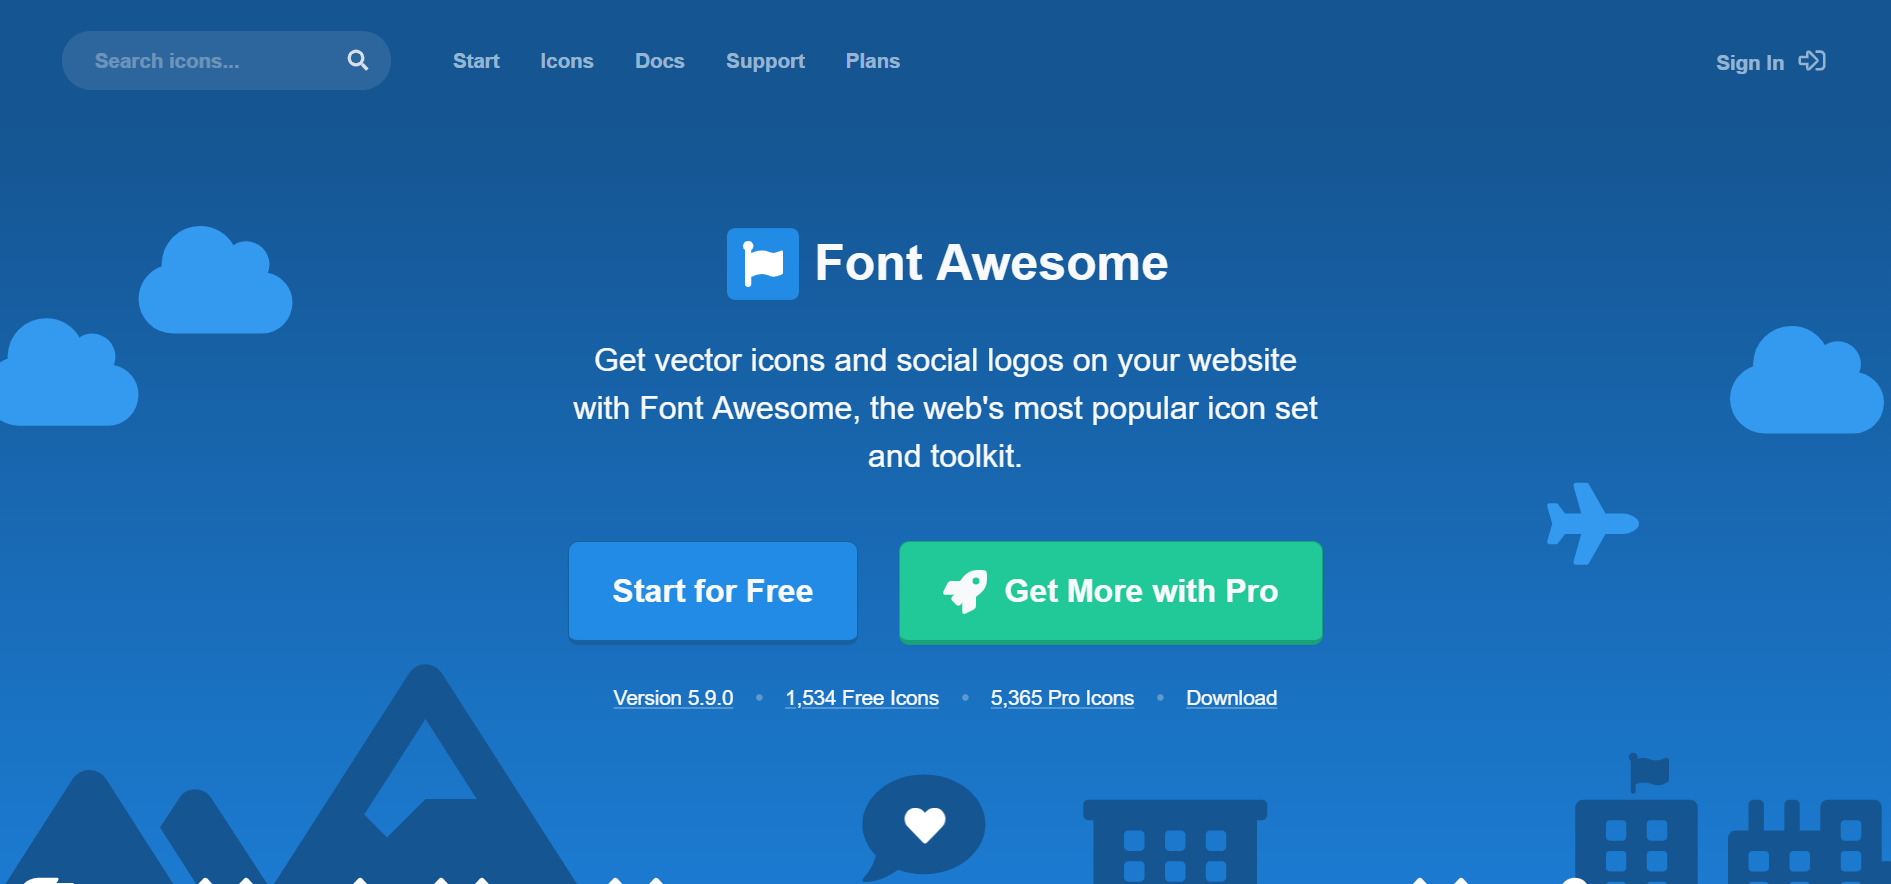 Search icons...
Start
Icons
Docs
Support
Plans
Sign In
Font Awesome
Get vector icons and social logos on your website
with Font Awesome, the web's most popular icon set
and toolkit.
Start for Free
Get More with Pro
Version 5.9.0
1,534 Free Icons
5,365 Pro Icons
Download